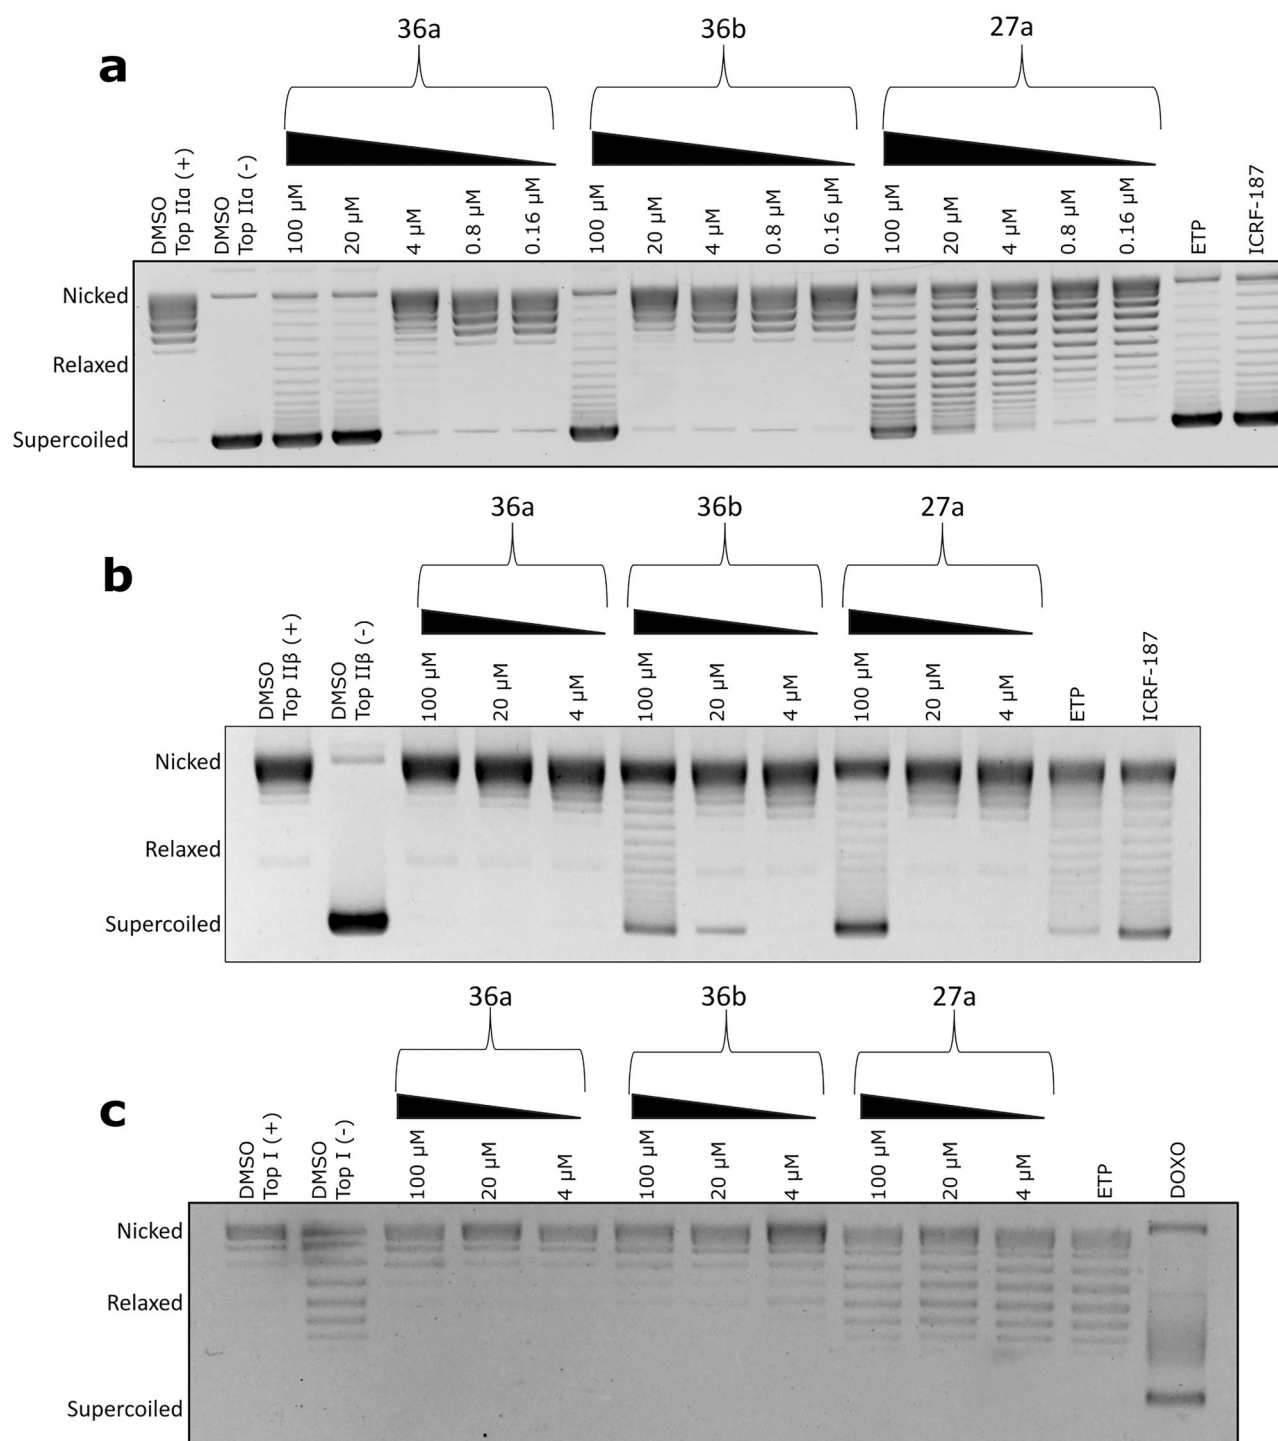 a
36a
36b
27a
DMSO
Top IIα (+)
DMSO
Top IIα (-)
100 µM
20 µM
4 µM
0.8 µM
0.16 µM
100 µM
20 µM
4 µM
0.8 µM
0.16 µM
100 µM
20 µM
4 µM
0.8 µM
0.16 µM
ETP
ICRF-187
Nicked
Relaxed
Supercoiled
b
36a
36b
27a
DMSO
Top IIβ (+)
DMSO
Top IIβ (-)
100 µM
20 µM
4 µM
100 µM
20 µM
4 µM
100 µM
20 µM
4 µM
ETP
ICRF-187
Nicked
Relaxed
Supercoiled
c
36a
36b
27a
DMSO
Top I (+)
DMSO
Top I (-)
100 µM
20 µM
4 µM
100 µM
20 µM
4 µM
100 µM
20 µM
4 µM
ETP
DOXO
Nicked
Relaxed
Supercoiled